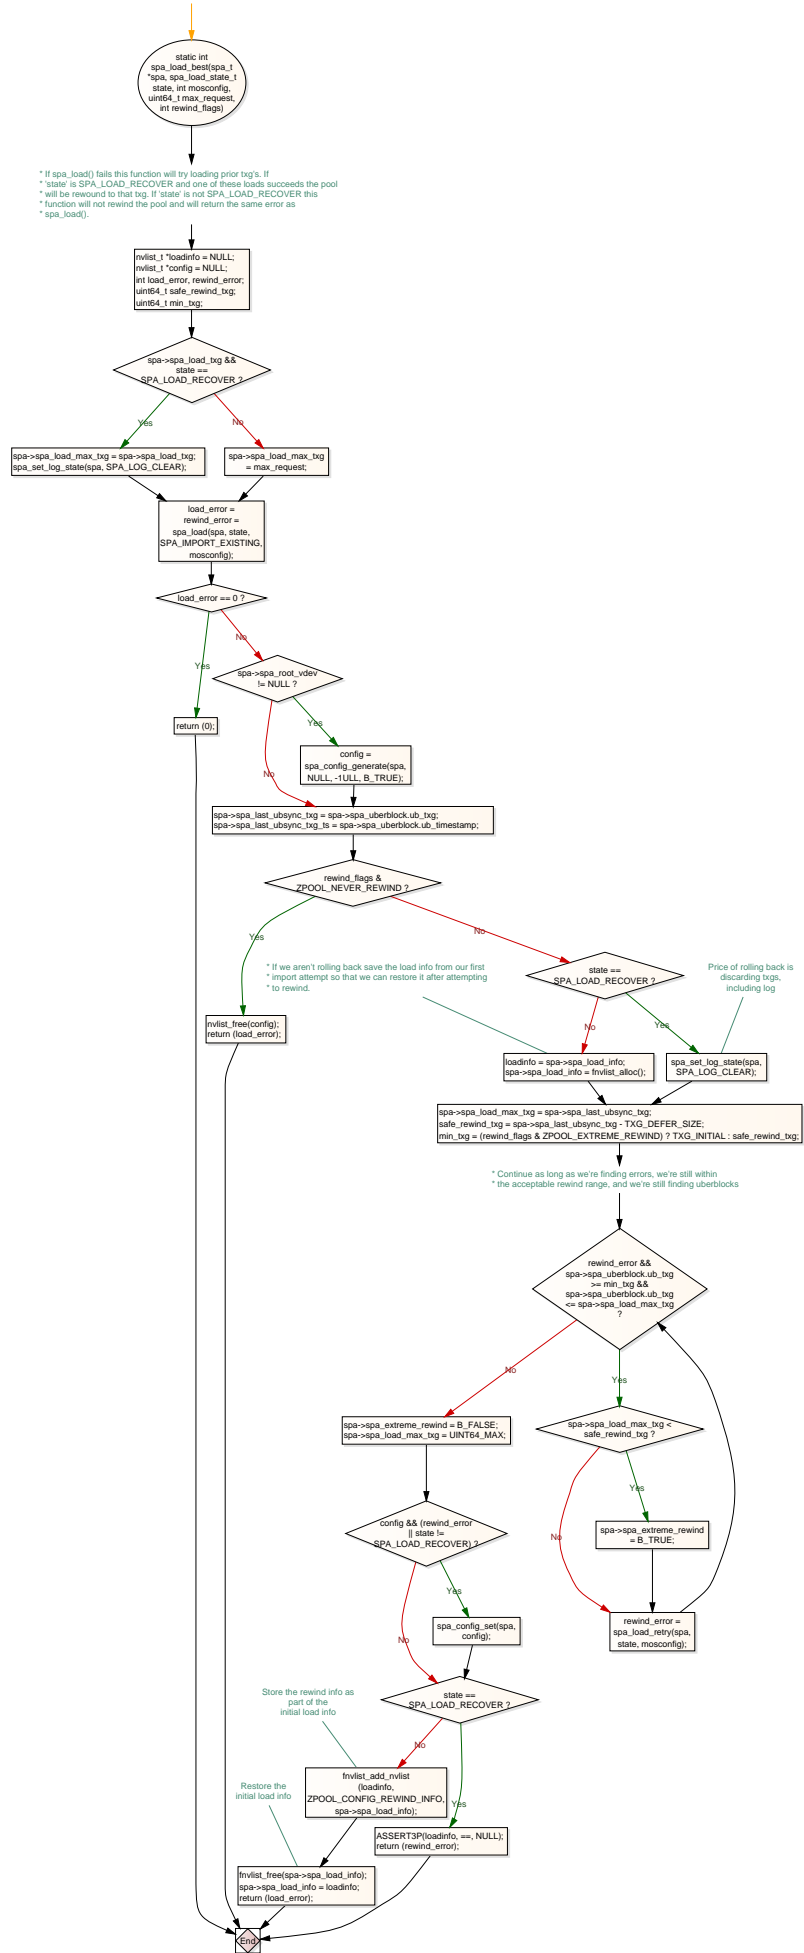 static int
spa_load_best(spa_t
*spa, spa_load_state_t
state, int mosconfig,
uint64_t max_request,
int rewind_flags)
* If spa_load() fails this function will try loading prior txg's. If
* 'state' is SPA_LOAD_RECOVER and one of these loads succeeds the pool
* will be rewound to that txg. If 'state' is not SPA_LOAD_RECOVER this
* function will not rewind the pool and will return the same error as
* spa_load().
nvlist_t *loadinfo = NULL;
nvlist_t *config = NULL;
int load_error, rewind_error;
uint64_t safe_rewind_txg;
uint64_t min_txg;
spa->spa_load_txg &&
state ==
SPA_LOAD_RECOVER ?
Yes
No
spa->spa_load_max_txg = spa->spa_load_txg;
spa_set_log_state(spa, SPA_LOG_CLEAR);
spa->spa_load_max_txg
= max_request;
load_error =
rewind_error =
spa_load(spa, state,
SPA_IMPORT_EXISTING,
mosconfig);
load_error == 0 ?
No
Yes
spa->spa_root_vdev
!= NULL ?
return (0);
Yes
No
config =
spa_config_generate(spa,
NULL, -1ULL, B_TRUE);
spa->spa_last_ubsync_txg = spa->spa_uberblock.ub_txg;
spa->spa_last_ubsync_txg_ts = spa->spa_uberblock.ub_timestamp;
rewind_flags &
ZPOOL_NEVER_REWIND ?
Yes
No
* If we aren't rolling back save the load info from our first
* import attempt so that we can restore it after attempting
* to rewind.
state ==
SPA_LOAD_RECOVER ?
Price of rolling back is
discarding txgs,
including log
nvlist_free(config);
return (load_error);
No
Yes
loadinfo = spa->spa_load_info;
spa->spa_load_info = fnvlist_alloc();
spa_set_log_state(spa,
SPA_LOG_CLEAR);
spa->spa_load_max_txg = spa->spa_last_ubsync_txg;
safe_rewind_txg = spa->spa_last_ubsync_txg - TXG_DEFER_SIZE;
min_txg = (rewind_flags & ZPOOL_EXTREME_REWIND) ? TXG_INITIAL : safe_rewind_txg;
* Continue as long as we're finding errors, we're still within
* the acceptable rewind range, and we're still finding uberblocks
rewind_error &&
spa->spa_uberblock.ub_txg
>= min_txg &&
spa->spa_uberblock.ub_txg
<= spa->spa_load_max_txg
?
No
Yes
spa->spa_extreme_rewind = B_FALSE;
spa->spa_load_max_txg = UINT64_MAX;
spa->spa_load_max_txg <
safe_rewind_txg ?
Yes
No
spa->spa_extreme_rewind
= B_TRUE;
config && (rewind_error
|| state !=
SPA_LOAD_RECOVER) ?
rewind_error =
spa_load_retry(spa,
state, mosconfig);
Yes
No
spa_config_set(spa,
config);
state ==
SPA_LOAD_RECOVER ?
Store the rewind info as
part of the
initial load info
No
Yes
fnvlist_add_nvlist
(loadinfo,
ZPOOL_CONFIG_REWIND_INFO,
spa->spa_load_info);
Restore the
initial load info
ASSERT3P(loadinfo, ==, NULL);
return (rewind_error);
fnvlist_free(spa->spa_load_info);
spa->spa_load_info = loadinfo;
return (load_error);
End